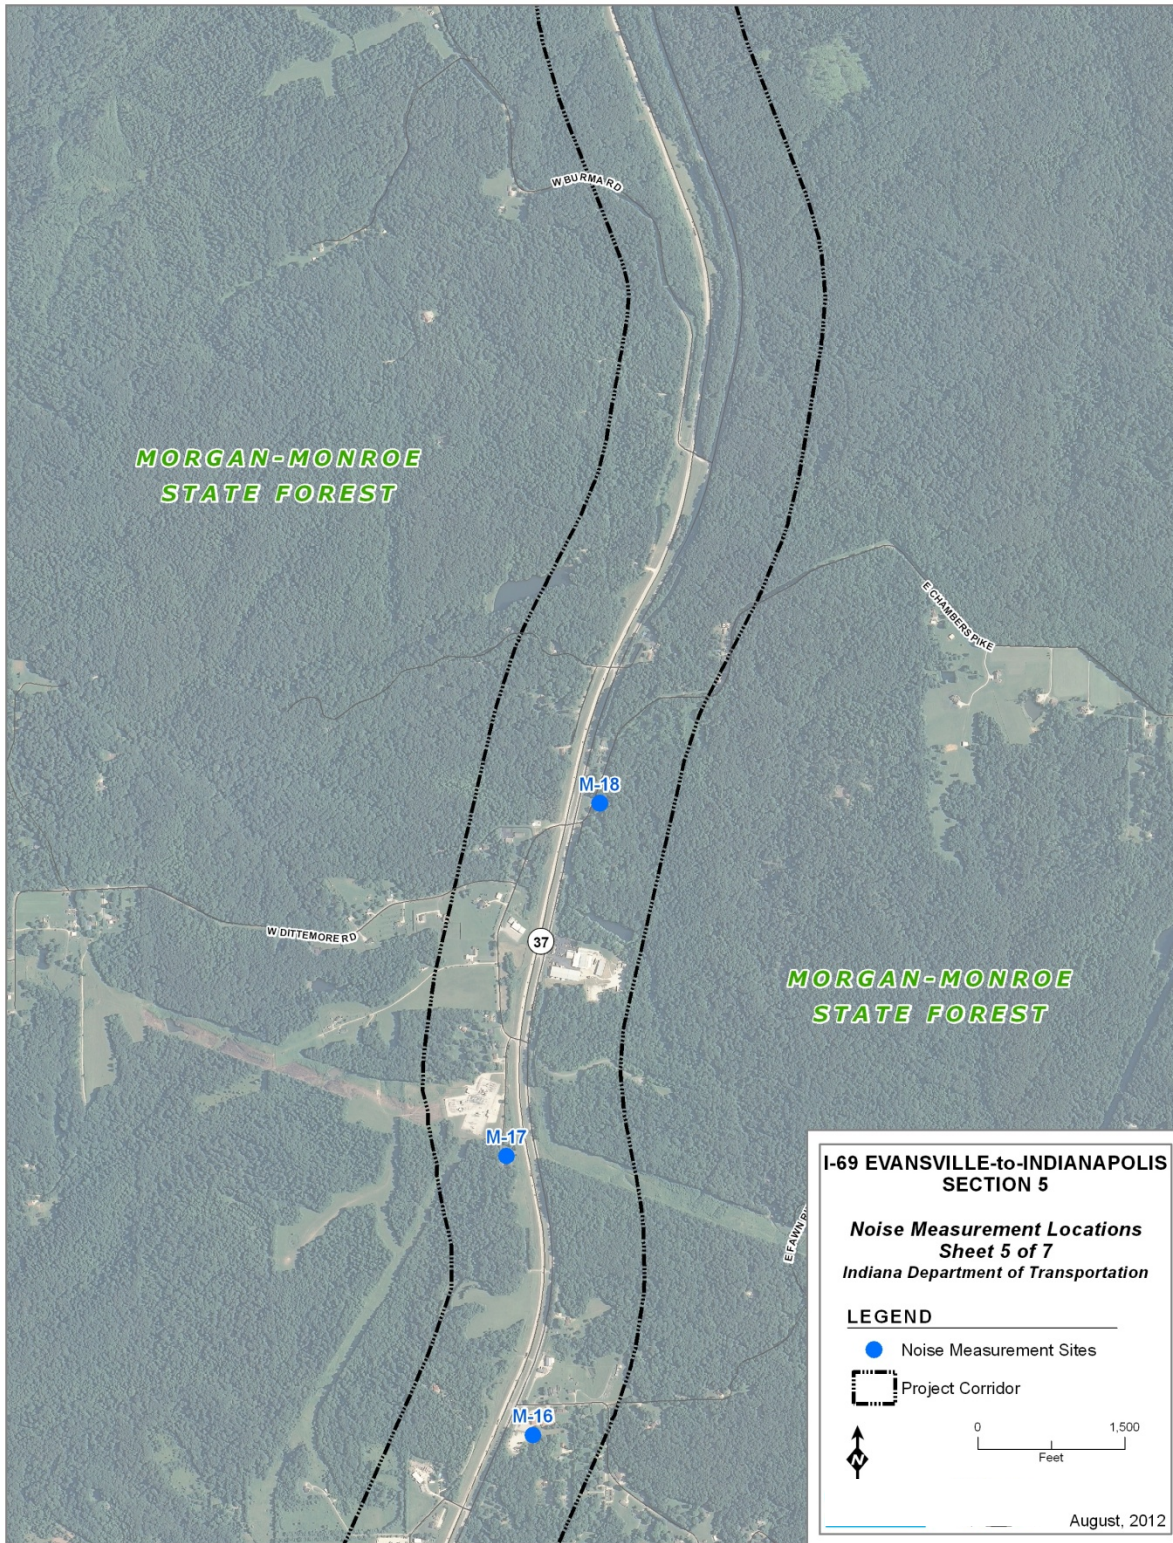 W BURMA RD
MORGAN-MONROE
STATE FOREST
E CHAMBERS PIKE
M-18
W DITTEMORE RD
37
MORGAN-MONROE
STATE FOREST
M-17
E FAWN
M-16
I-69 EVANSVILLE-to-INDIANAPOLIS
SECTION 5
Noise Measurement Locations
Sheet 5 of 7
Indiana Department of Transportation
LEGEND
Noise Measurement Sites
Project Corridor
N
0 1,500
Feet
August, 2012